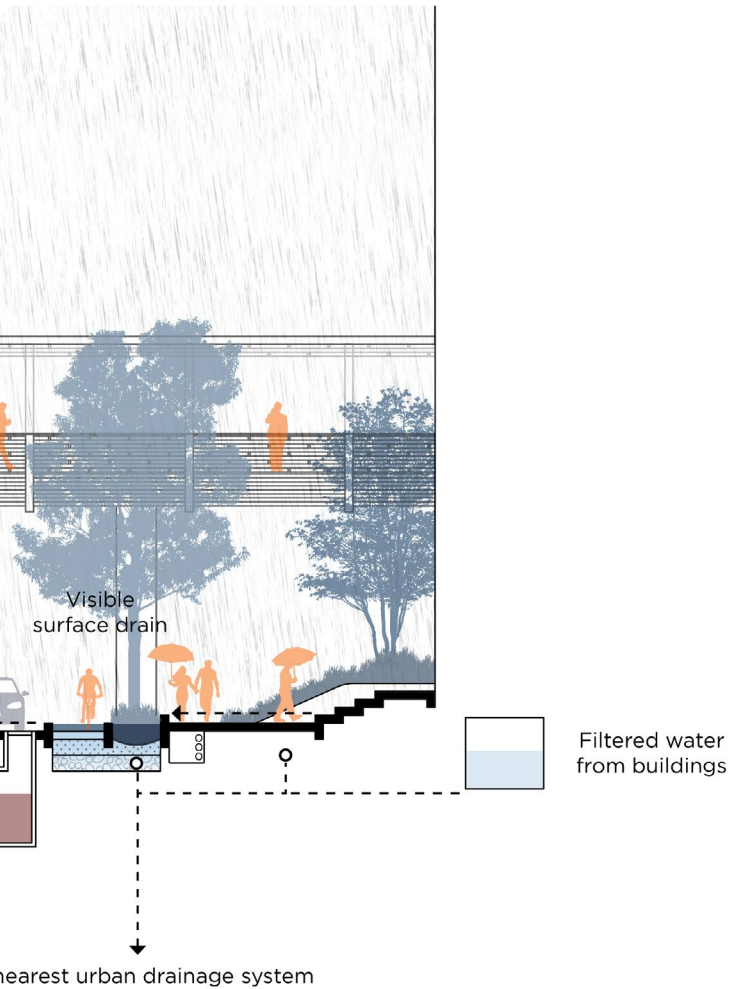 Visible
surface drain
Filtered water
from buildings
nearest urban drainage system